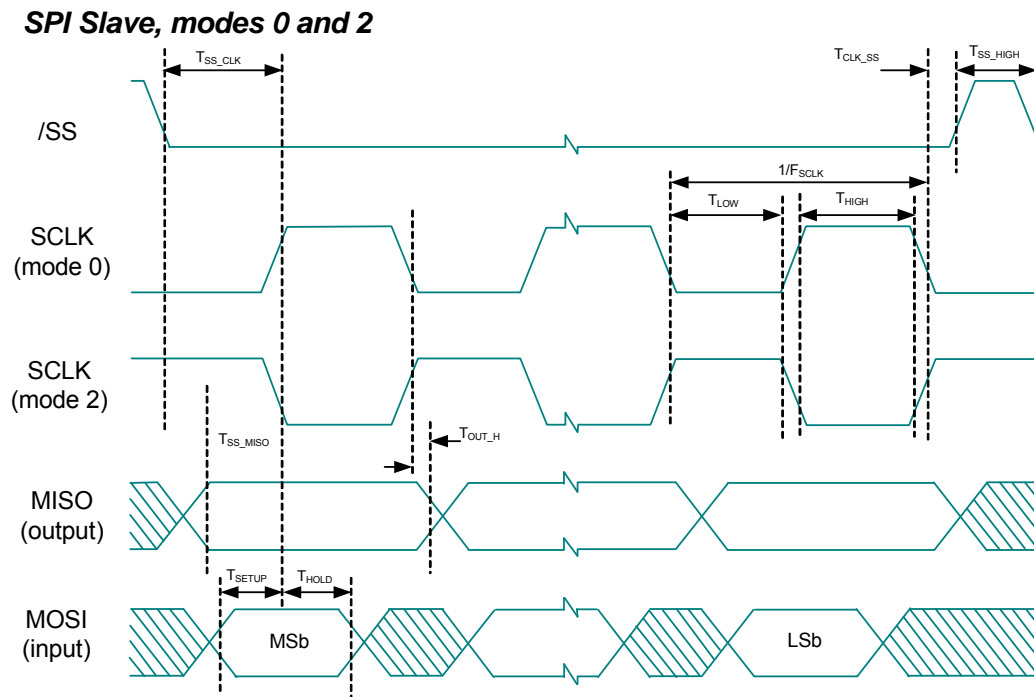 SPI Slave, modes 0 and 2
TSS_CLK
TCLK_SS
TSS_HIGH
/SS
1/FSCLK
TLOW
THIGH
SCLK
(mode 0)
SCLK
(mode 2)
TSS_MISO
TOUT_H
MISO
(output)
TSETUP
THOLD
MOSI
(input)
MSb
LSb